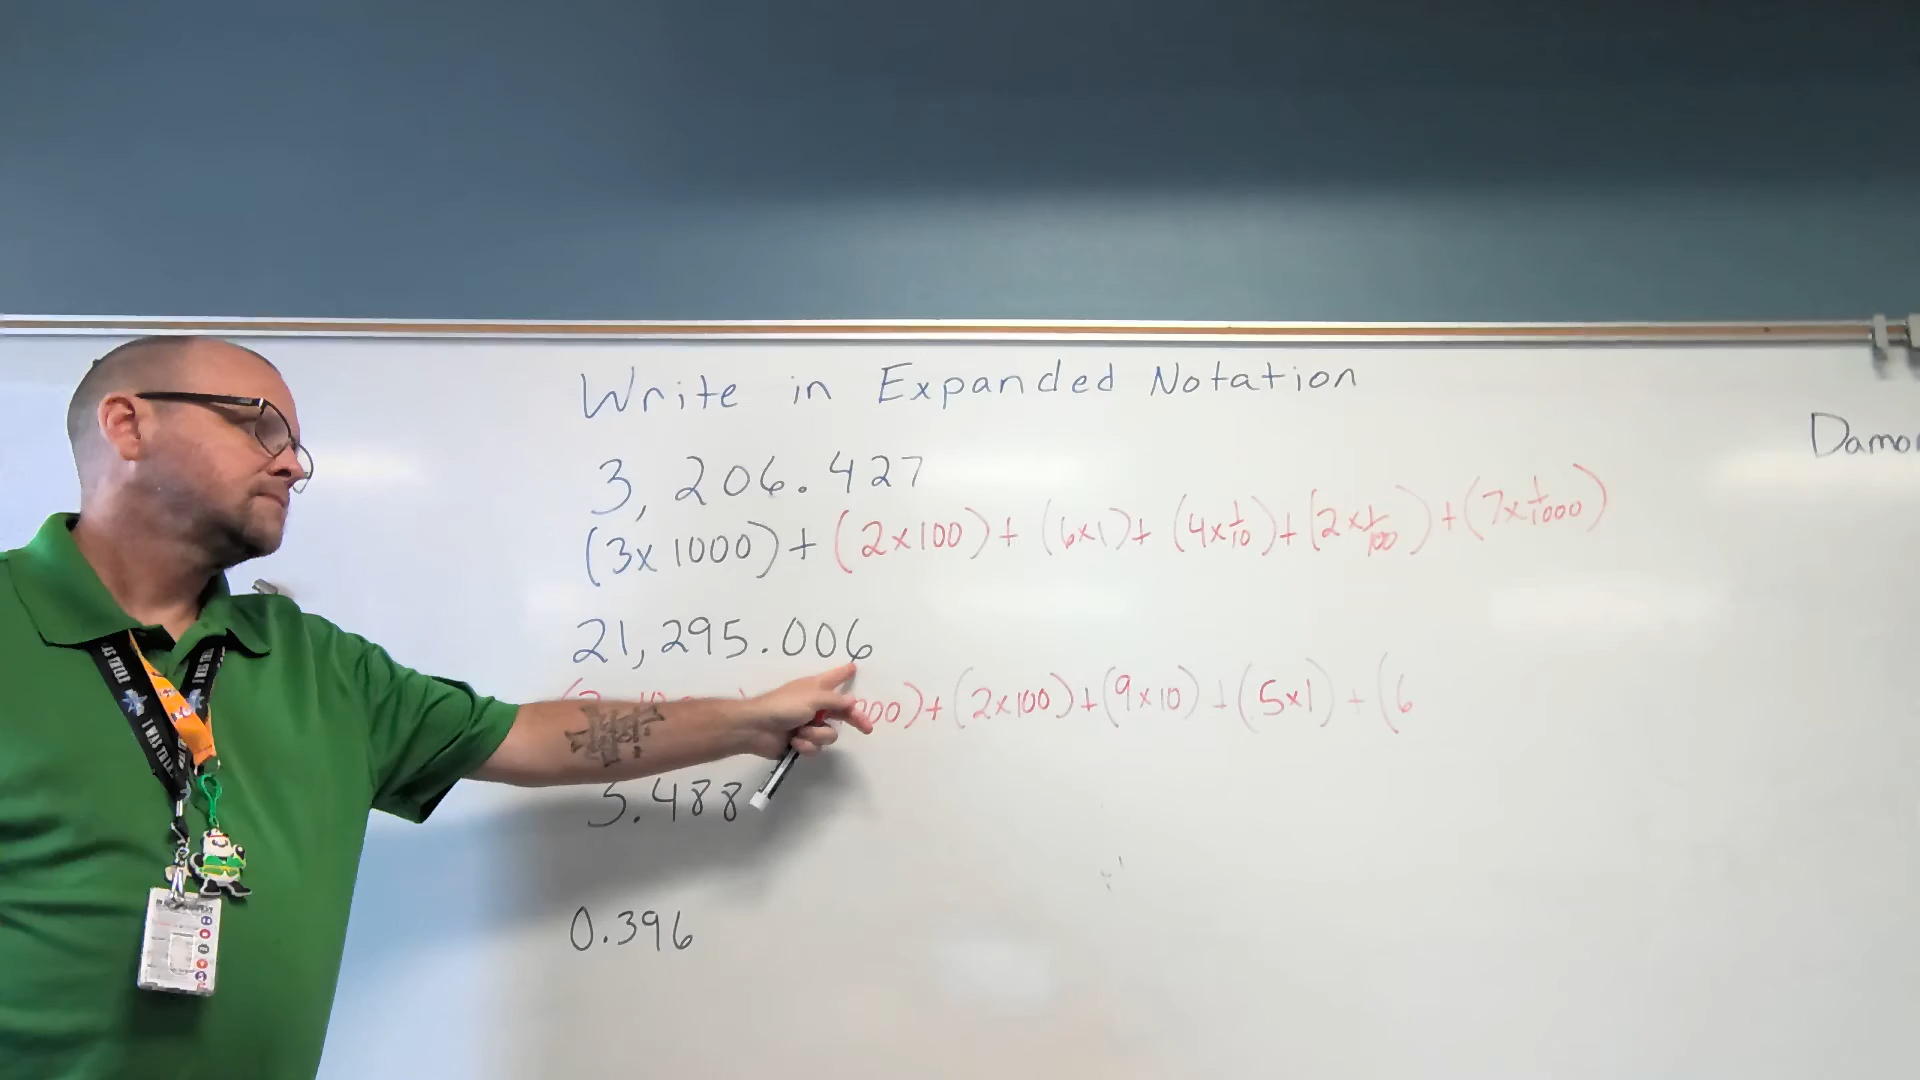 Write in Expanded Notation
Damo
3,206.427
(3x1000)+(2x100)+(6x1)+(4x1/10)+(2x1/100)+(7x1/1000)
21,295.006
000)+(2x100)+(9x10)+(5x1)+(6
5.488
0.396